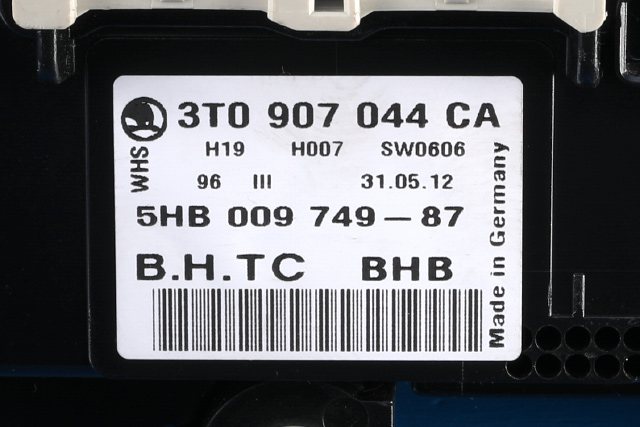 3T0 907 044 CA
H19 H007 SW0606
WHS
96 III 31.05.12
5HB 009 749-87
B.H.TC BHB
Made in Germany